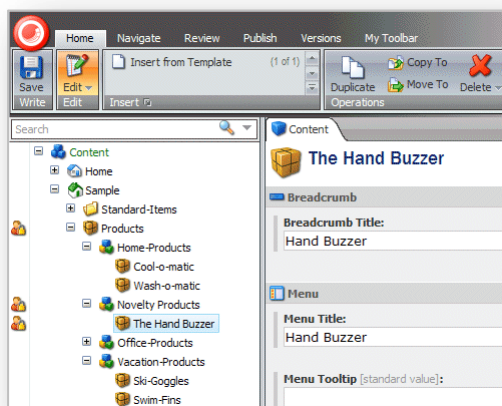 Home Navigate Review Publish Versions My Toolbar
Save
Write
Edit
Edit
Insert from Template (1 of 1)
Insert
Duplicate
Copy To
Move To
Delete
Operations
Search
Content
Home
Sample
Standard-Items
Products
Home-Products
Cool-o-matic
Wash-o-matic
Novelty Products
The Hand Buzzer
Office-Products
Vacation-Products
Ski-Goggles
Swim-Fins
Content
The Hand Buzzer
Breadcrumb
Breadcrumb Title:
Hand Buzzer
Menu
Menu Title:
Hand Buzzer
Menu Tooltip [standard value]: